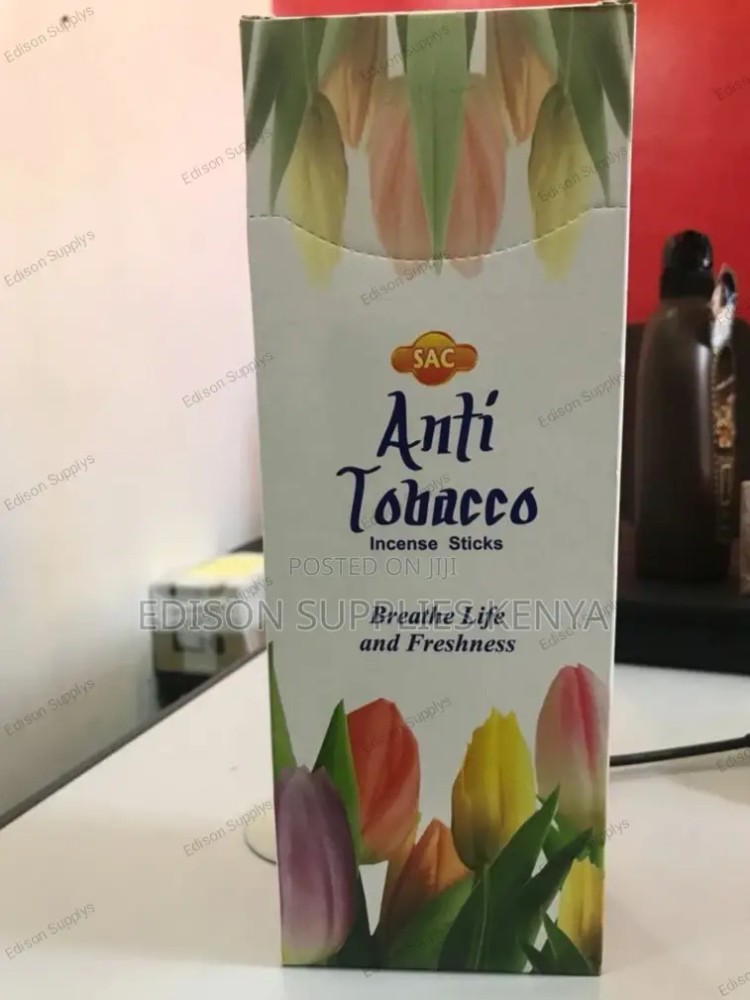 Edison Supplys
SAC
Anti
Tobacco
Incense Sticks
POSTED ON JIJI
EDISON SUPPLIES KENYA
Breathe Life
and Freshness